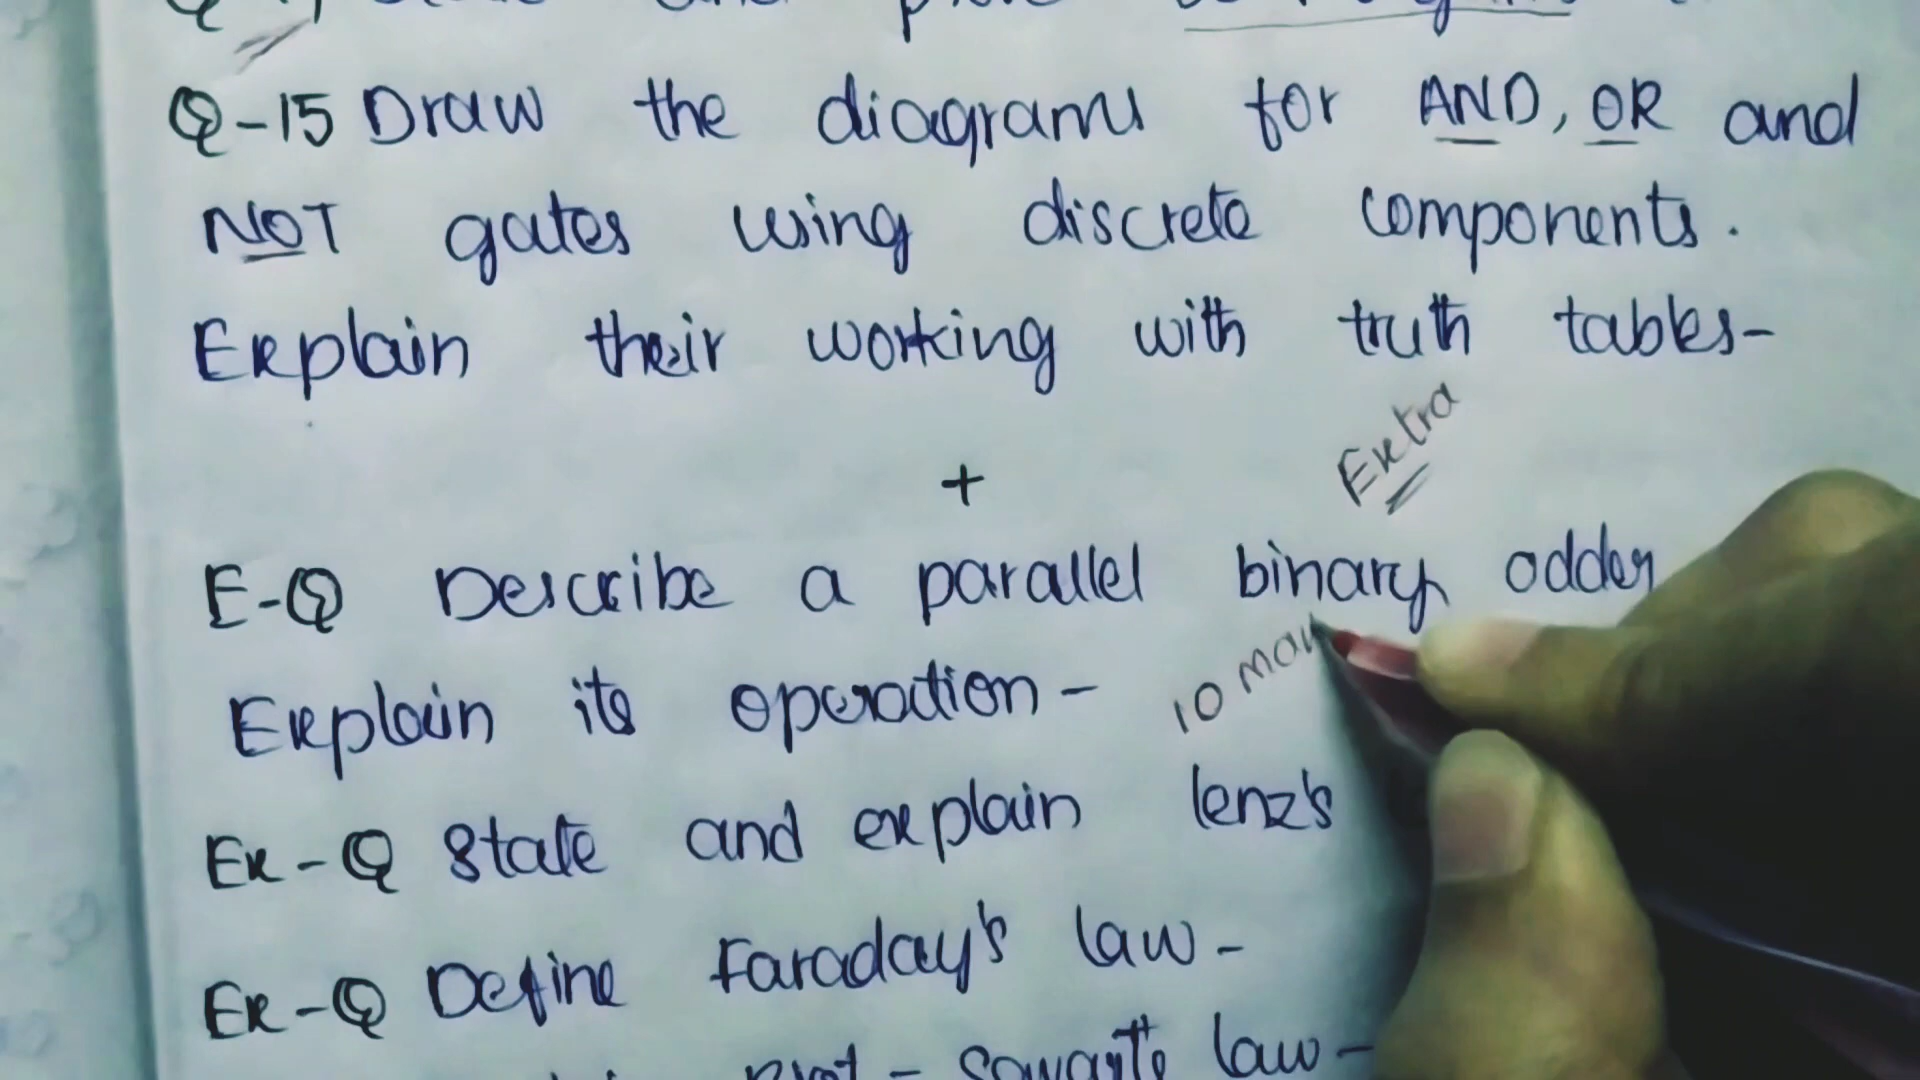 and
Q-15 Draw the diagrams for AND, OR and
NOT gates using discrete components.
Explain their working with truth tables-
Extra
+
E-Q Describe a parallel binary adder
Explain its operation-
10
Ex-Q State and explain lenz's
Ex-Q Define Faraday's law-
law-